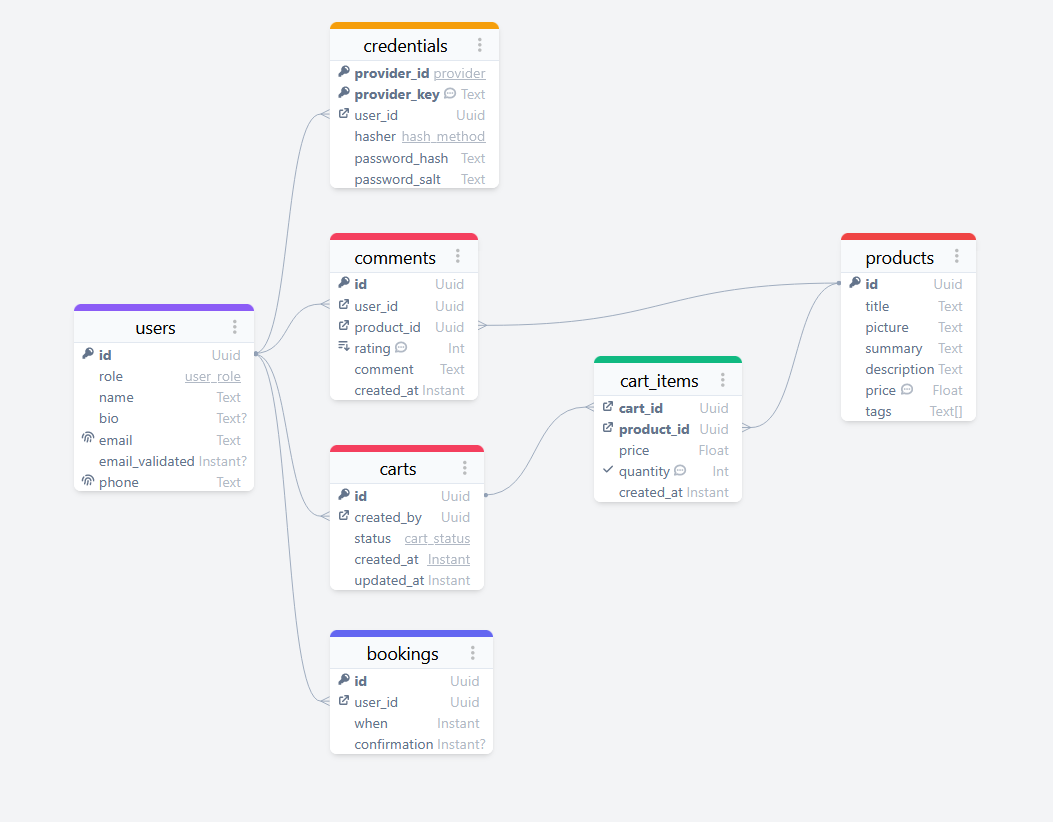 credentials
provider_id provider
provider_key Text
user_id Uuid
hasher hash_method
password_hash Text
password_salt Text
comments
id Uuid
user_id Uuid
product_id Uuid
rating Int
comment Text
created_at Instant
products
id Uuid
title Text
picture Text
summary Text
description Text
price Float
tags Text[]
users
id Uuid
role user_role
name Text
bio Text?
email Text
email_validated Instant?
phone Text
cart_items
cart_id Uuid
product_id Uuid
price Float
quantity Int
created_at Instant
carts
id Uuid
created_by Uuid
status cart_status
created_at Instant
updated_at Instant
bookings
id Uuid
user_id Uuid
when Instant
confirmation Instant?